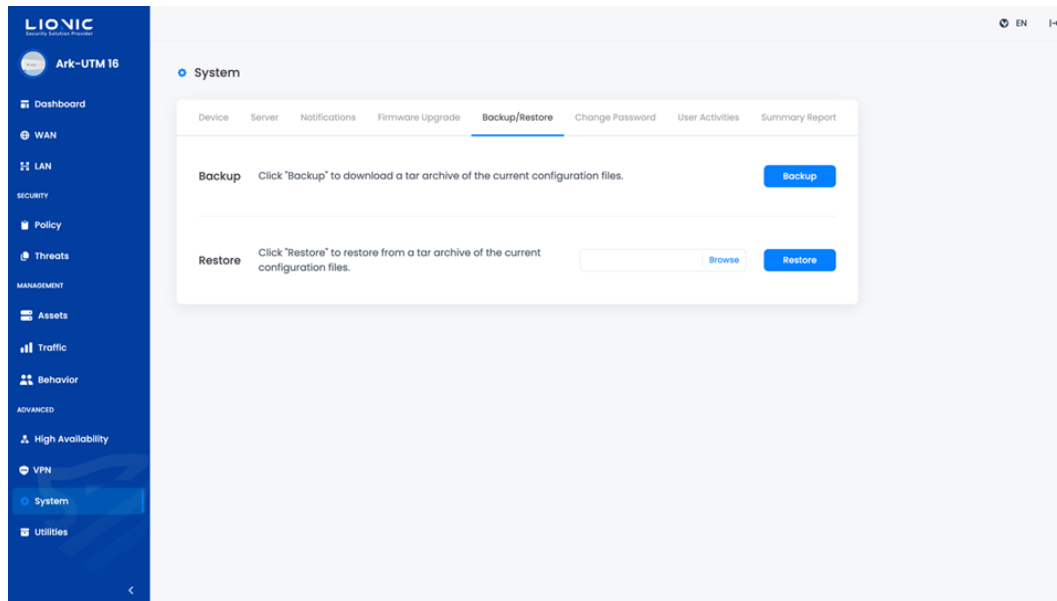 LIONIC
Security Solution Provider
EN
Ark-UTM 16
System
Dashboard
WAN
LAN
SECURITY
Policy
Threats
MANAGEMENT
Assets
Traffic
Behavior
ADVANCED
High Availability
VPN
System
Utilities
Device Server Notifications Firmware Upgrade Backup/Restore Change Password User Activities Summary Report
Backup Click "Backup" to download a tar archive of the current configuration files. Backup
Restore Click "Restore" to restore from a tar archive of the current
configuration files. Browse Restore